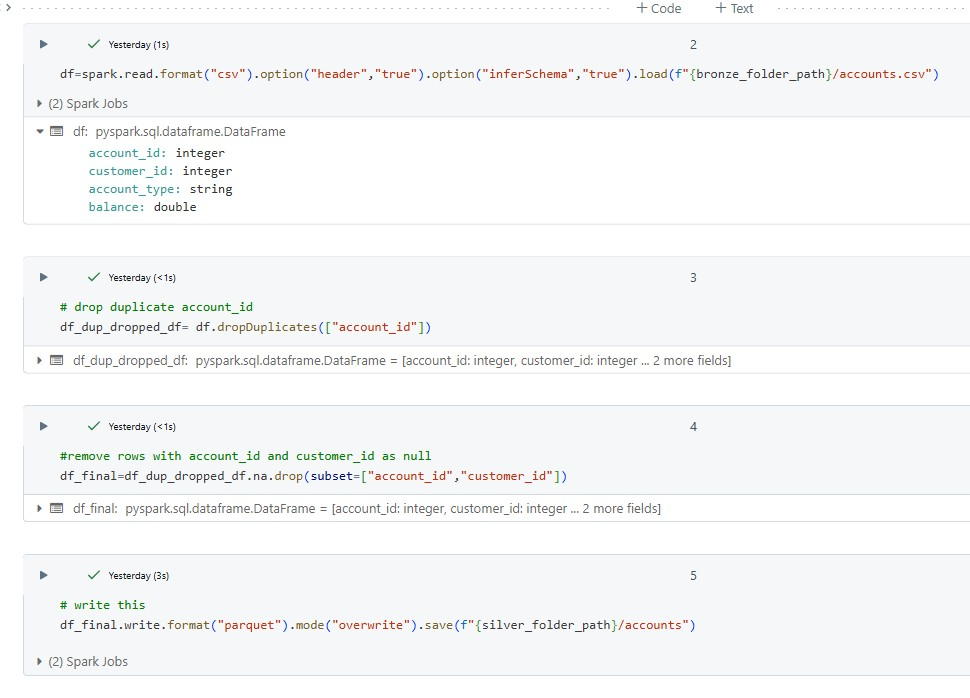 + Code + Text
Yesterday (1s)
2
df=spark.read.format("csv").option("header","true").option("inferSchema","true").load(f"{bronze_folder_path}/accounts.csv")
(2) Spark Jobs
df: pyspark.sql.dataframe.DataFrame
account_id: integer
customer_id: integer
account_type: string
balance: double
Yesterday (<1s)
3
# drop duplicate account_id
df_dup_dropped_df= df.dropDuplicates(["account_id"])
df_dup_dropped_df: pyspark.sql.dataframe.DataFrame = [account_id: integer, customer_id: integer ... 2 more fields]
Yesterday (<1s)
4
#remove rows with account_id and customer_id as null
df_final=df_dup_dropped_df.na.drop(subset=["account_id","customer_id"])
df_final: pyspark.sql.dataframe.DataFrame = [account_id: integer, customer_id: integer ... 2 more fields]
Yesterday (3s)
5
# write this
df_final.write.format("parquet").mode("overwrite").save(f"{silver_folder_path}/accounts")
(2) Spark Jobs